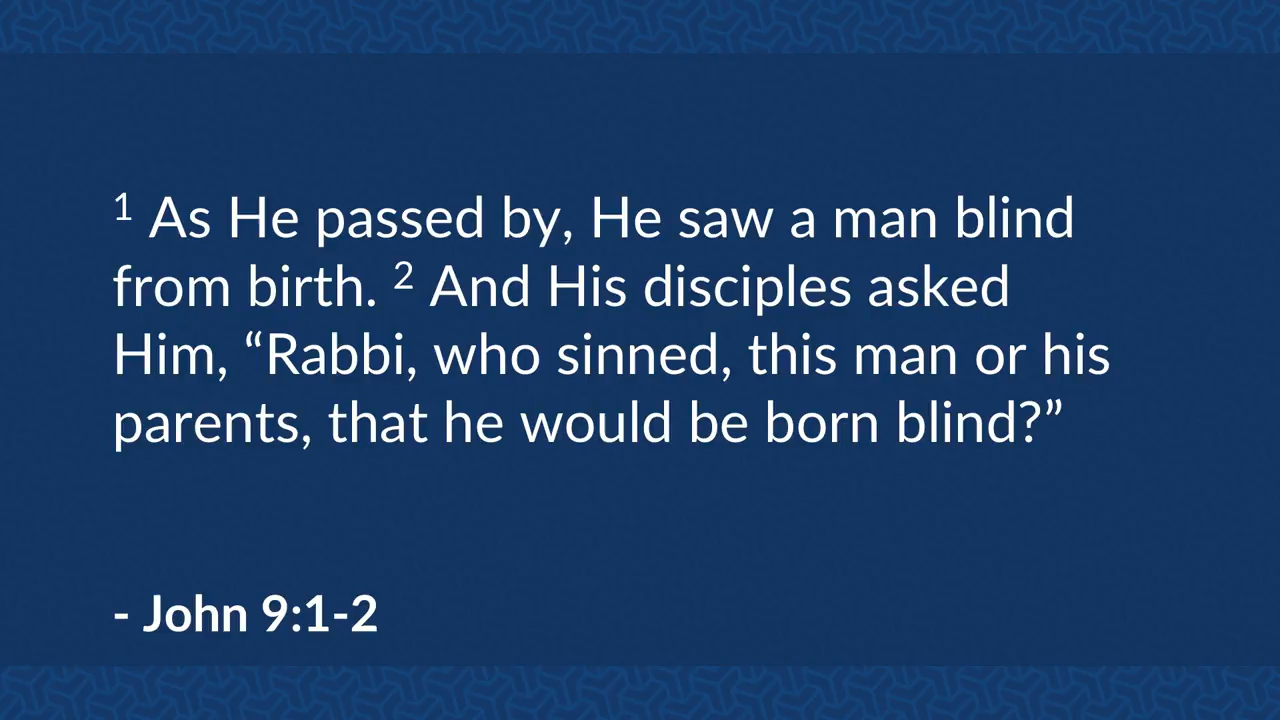 1 As He passed by, He saw a man blind
from birth. 2 And His disciples asked
Him, “Rabbi, who sinned, this man or his
parents, that he would be born blind?”
- John 9:1-2